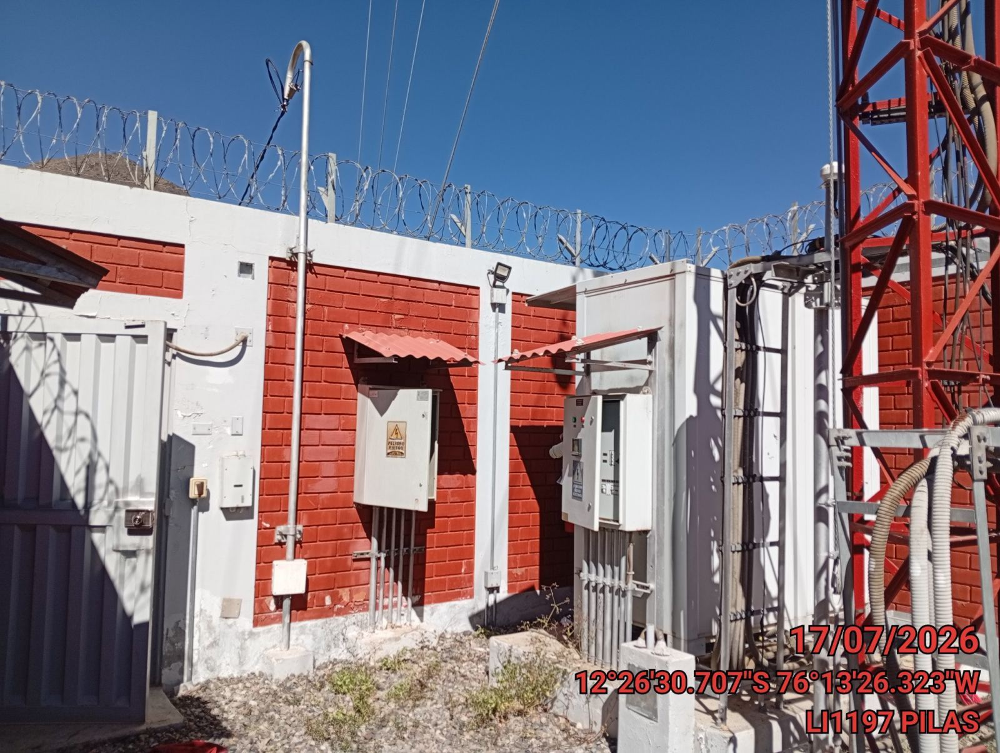 PELIGRO
RIESGO
17/07/2026
12°26'30.707"S 76°13'26.323"W
LI1197 PILAS